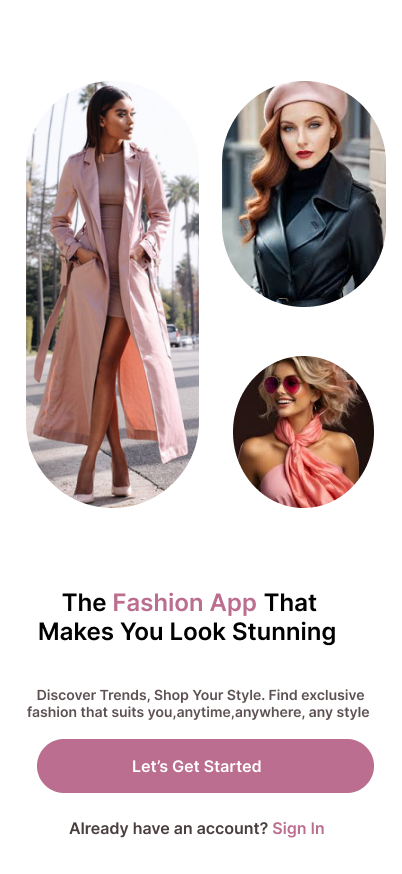 The Fashion App That
Makes You Look Stunning
Discover Trends, Shop Your Style. Find exclusive
fashion that suits you,anytime,anywhere, any style
Let’s Get Started
Already have an account? Sign In